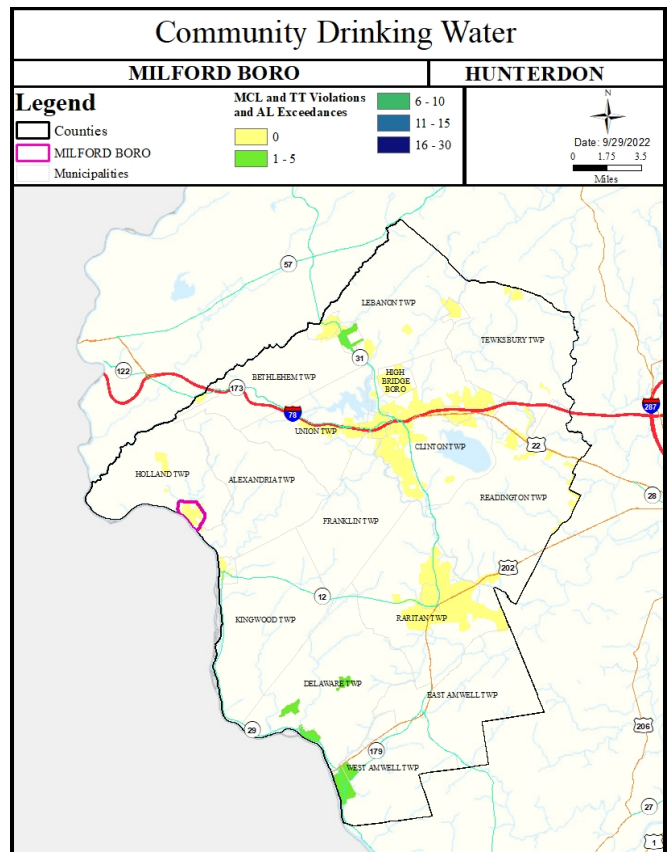 Community Drinking Water
MILFORD BORO
HUNTERDON
Legend
Counties
MILFORD BORO
Municipalities
MCL and TT Violations
and AL Exceedances
0
1 - 5
6 - 10
11 - 15
16 - 30
N
Date: 9/29/2022
0 1.75 3.5
Miles
57
LEBANON TWP
TEWKSBURY TWP
31
122
BETHLEHEM TWP
HIGH
BRIDGE
BORO
173
78
287
UNION TWP
CLINTON TWP
22
HOLLAND TWP
ALEXANDRIA TWP
READINGTON TWP
28
FRANKLIN TWP
202
12
KINGWOOD TWP
RARITAN TWP
DELAWARE TWP
EAST AMWELL TWP
29
206
179
WEST AMWELL TWP
27
1